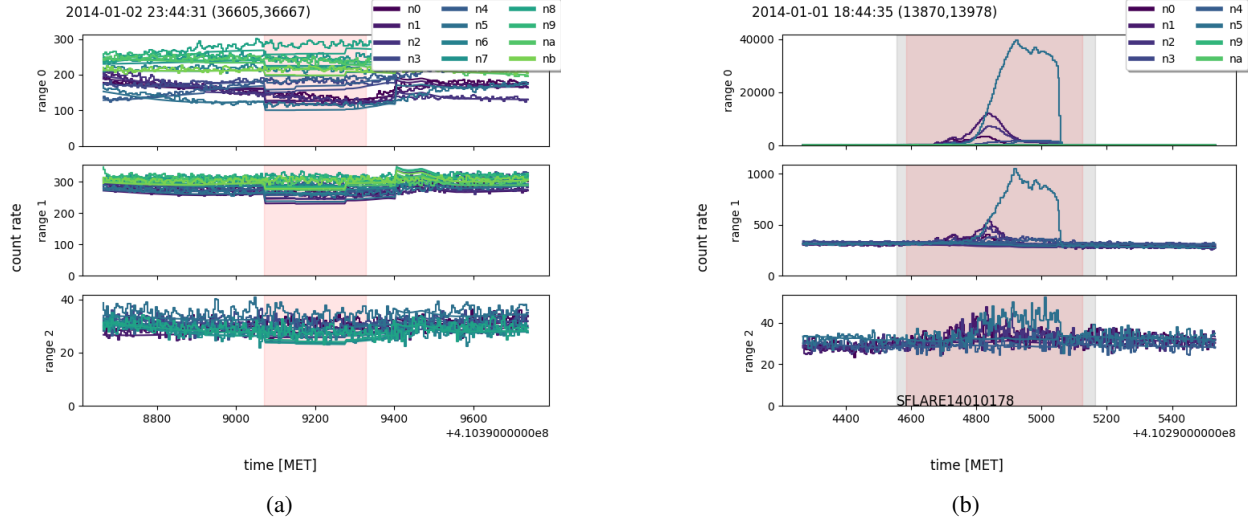 2014-01-02 23:44:31 (36605,36667)
n0 n4 n8
n1 n5 n9
n2 n6 na
n3 n7 nb
300
200
100
0
range 0
300
200
100
0
range 1
count rate
40
20
0
range 2
8800 9000 9200 9400 9600
+4.1039000000e8
time [MET]
(a)
2014-01-01 18:44:35 (13870,13978)
n0 n4
n1 n5
n2 n9
n3 na
40000
20000
0
range 0
1000
500
0
range 1
count rate
40
20
0
range 2
SFLARE14010178
4400 4600 4800 5000 5200 5400
+4.1029000000e8
time [MET]
(b)